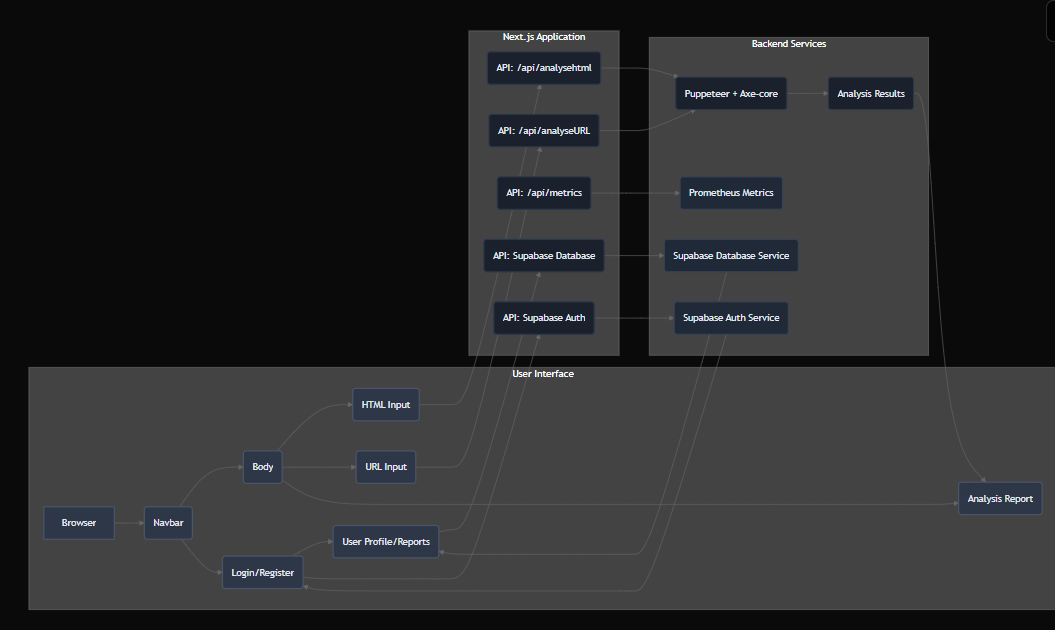 Next.js Application
API: /api/analysehtml
API: /api/analyseURL
API: /api/metrics
API: Supabase Database
API: Supabase Auth
Backend Services
Puppeteer + Axe-core
Analysis Results
Prometheus Metrics
Supabase Database Service
Supabase Auth Service
User Interface
HTML Input
Body
URL Input
Browser
Navbar
User Profile/Reports
Login/Register
Analysis Report